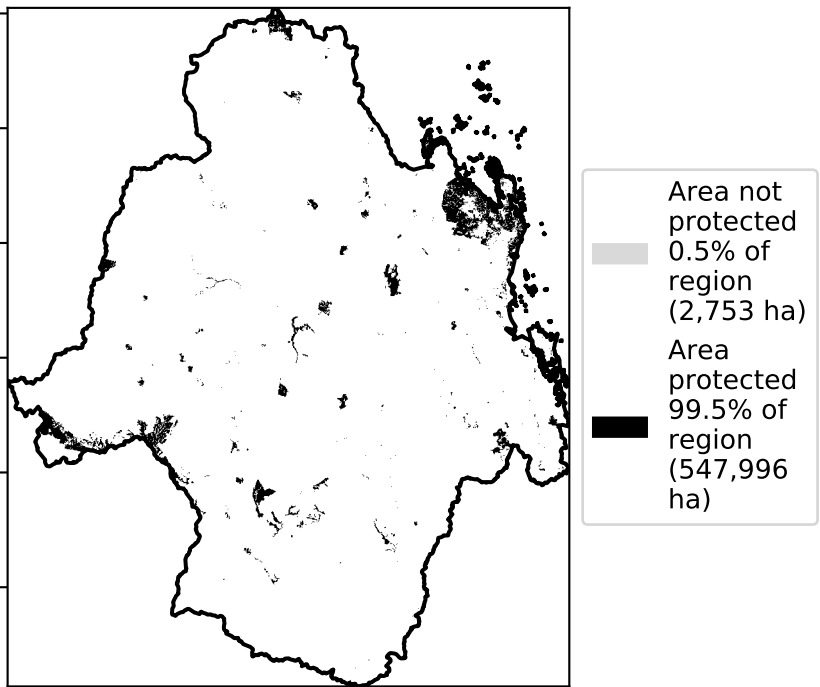 Area not
protected
0.5% of
region
(2,753 ha)
Area
protected
99.5% of
region
(547,996
ha)